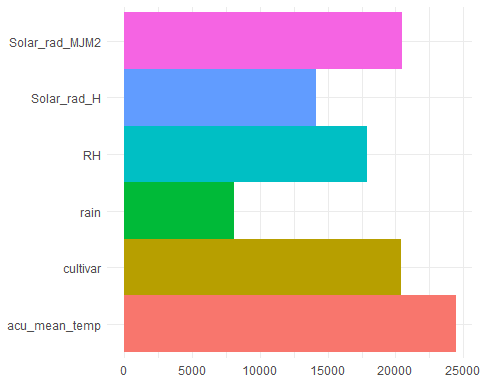 Solar_rad_MJM2
Solar_rad_H
RH
rain
cultivar
acu_mean_temp
0 5000 10000 15000 20000 25000